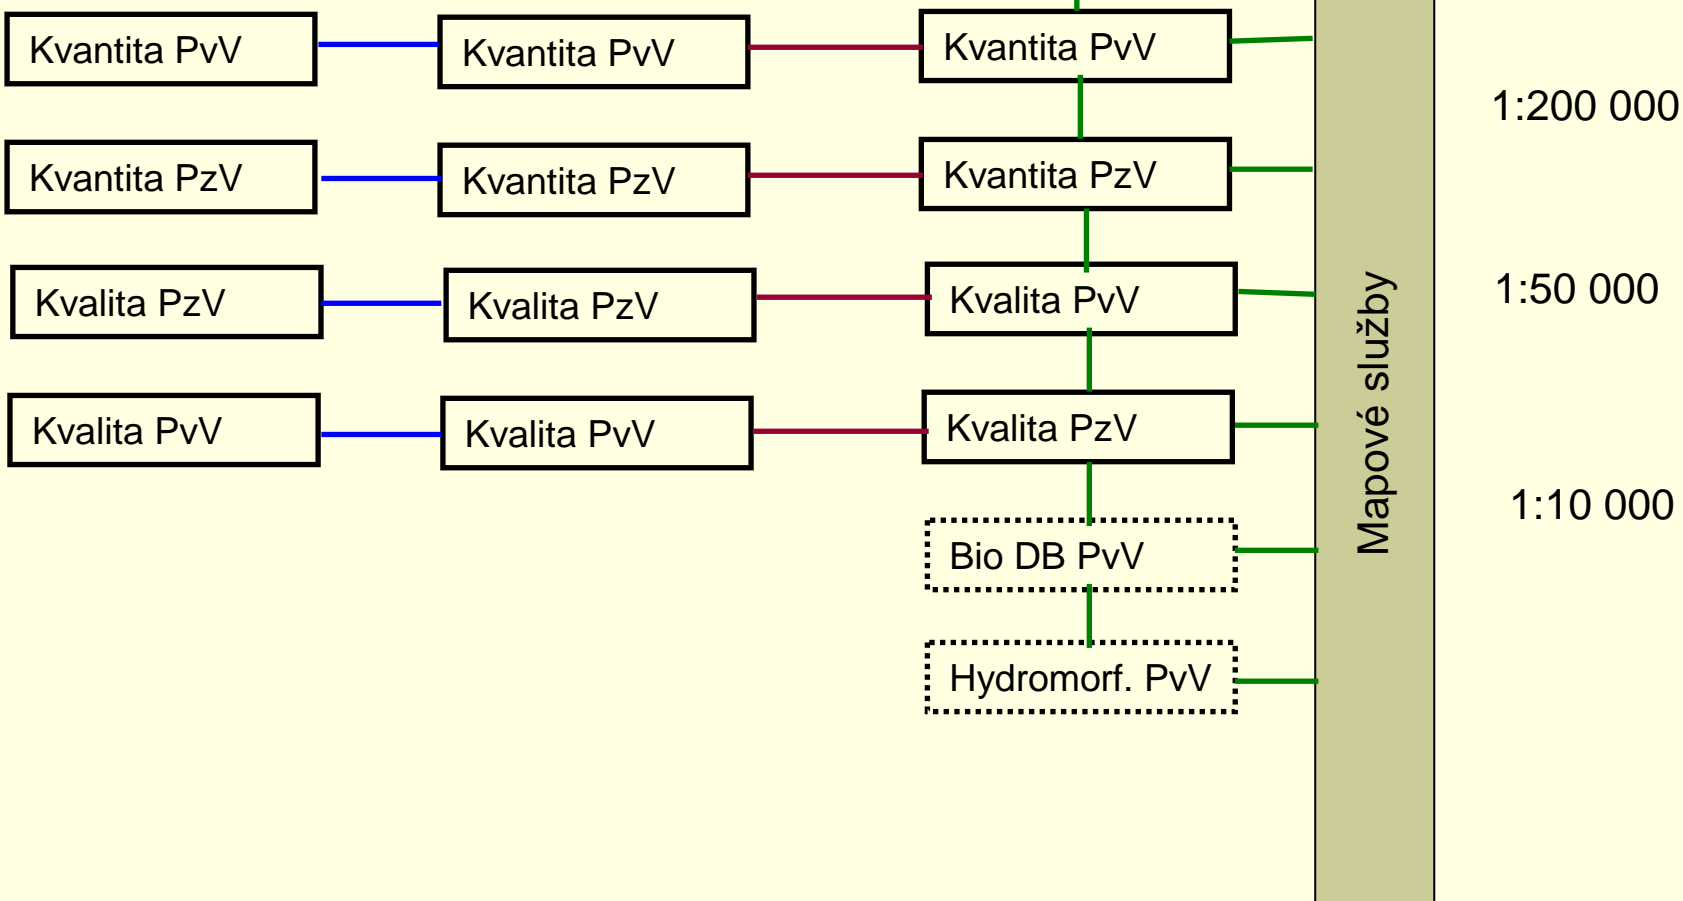 Kvantita PvV
Kvantita PvV
Kvantita PvV
1:200 000
Kvantita PzV
Kvantita PzV
Kvantita PzV
Kvalita PzV
Kvalita PzV
Kvalita PvV
1:50 000
Mapové služby
Kvalita PvV
Kvalita PvV
Kvalita PzV
1:10 000
Bio DB PvV
Hydromorf. PvV